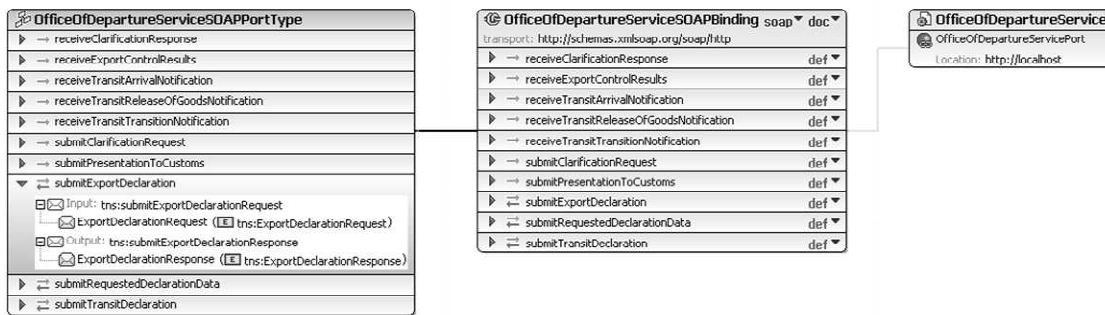 OfficeOfDepartureServiceSOAPPortType
receiveClarificationResponse
receiveExportControlResults
receiveTransitArrivalNotification
receiveTransitReleaseOfGoodsNotification
receiveTransitTransitionNotification
submitClarificationRequest
submitPresentationToCustoms
submitExportDeclaration
Input: tns:submitExportDeclarationRequest
ExportDeclarationRequest (E tns:ExportDeclarationRequest)
Output: tns:submitExportDeclarationResponse
ExportDeclarationResponse (E tns:ExportDeclarationResponse)
submitRequestedDeclarationData
submitTransitDeclaration
OfficeOfDepartureServiceSOAPBinding soap doc
transport: http://schemas.xmlsoap.org/soap/http
receiveClarificationResponse def
receiveExportControlResults def
receiveTransitArrivalNotification def
receiveTransitReleaseOfGoodsNotification def
receiveTransitTransitionNotification def
submitClarificationRequest def
submitPresentationToCustoms def
submitExportDeclaration def
submitRequestedDeclarationData def
submitTransitDeclaration def
OfficeOfDepartureService
OfficeOfDepartureServicePort
Location: http://localhost